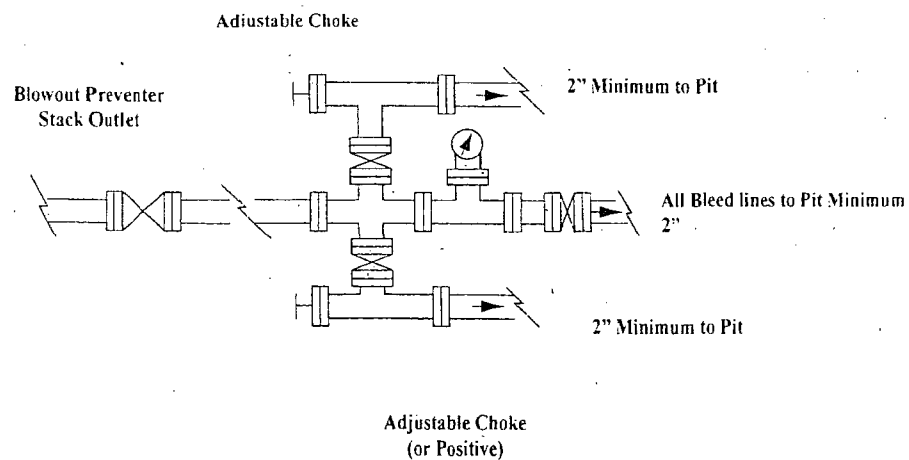 Adjustable Choke
Blowout Preventer
Stack Outlet
2" Minimum to Pit
All Bleed lines to Pit Minimum
2"
2" Minimum to Pit
Adjustable Choke
(or Positive)